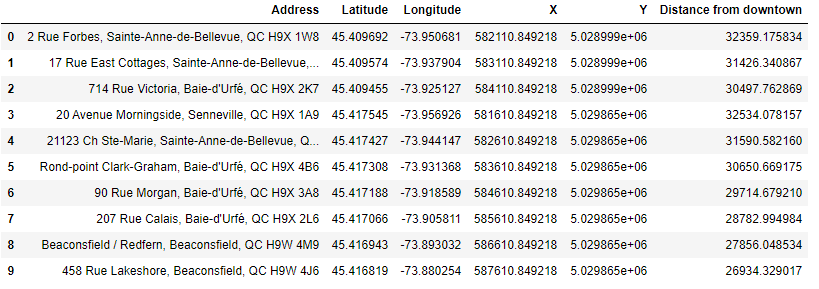 Address Latitude Longitude X Y Distance from downtown
0 2 Rue Forbes, Sainte-Anne-de-Bellevue, QC H9X 1W8 45.409692 -73.950681 582110.849218 5.028999e+06 32359.175834
1 17 Rue East Cottages, Sainte-Anne-de-Bellevue,... 45.409574 -73.937904 583110.849218 5.028999e+06 31426.340867
2 714 Rue Victoria, Baie-d'Urfé, QC H9X 2K7 45.409455 -73.925127 584110.849218 5.028999e+06 30497.762869
3 20 Avenue Morningside, Senneville, QC H9X 1A9 45.417545 -73.956926 581610.849218 5.029865e+06 32534.078157
4 21123 Ch Ste-Marie, Sainte-Anne-de-Bellevue, Q... 45.417427 -73.944147 582610.849218 5.029865e+06 31590.582160
5 Rond-point Clark-Graham, Baie-d'Urfé, QC H9X 4B6 45.417308 -73.931368 583610.849218 5.029865e+06 30650.669175
6 90 Rue Morgan, Baie-d'Urfé, QC H9X 3A8 45.417188 -73.918589 584610.849218 5.029865e+06 29714.679210
7 207 Rue Calais, Baie-d'Urfé, QC H9X 2L6 45.417066 -73.905811 585610.849218 5.029865e+06 28782.994984
8 Beaconsfield / Redfern, Beaconsfield, QC H9W 4M9 45.416943 -73.893032 586610.849218 5.029865e+06 27856.048534
9 458 Rue Lakeshore, Beaconsfield, QC H9W 4J6 45.416819 -73.880254 587610.849218 5.029865e+06 26934.329017